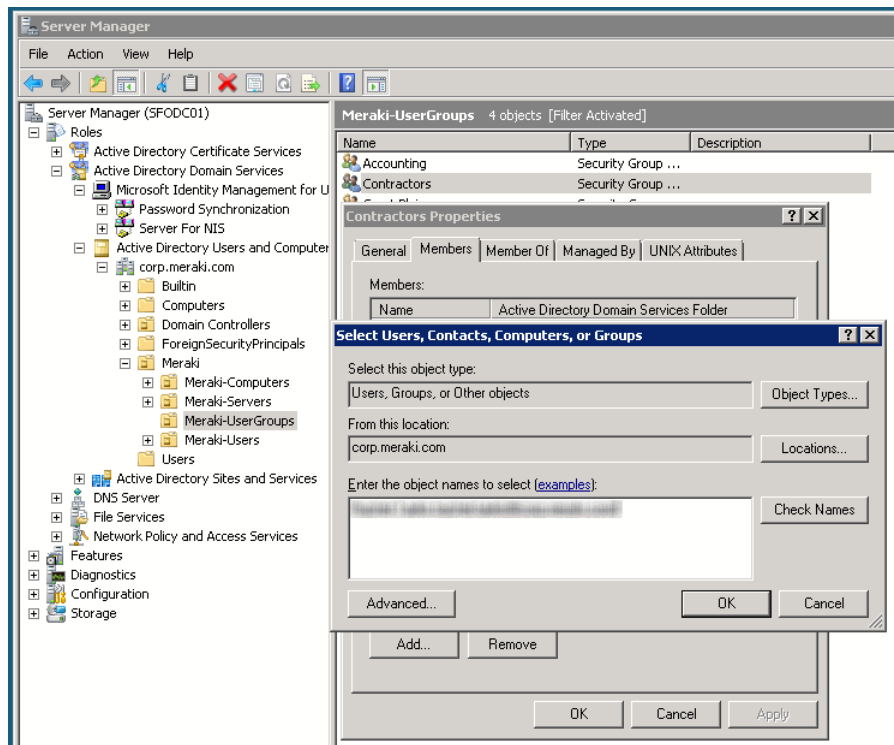 Server Manager
File Action View Help
Server Manager (SFODC01)
Roles
Active Directory Certificate Services
Active Directory Domain Services
Microsoft Identity Management for U
Password Synchronization
Server For NIS
Active Directory Users and Computer
corp.meraki.com
Builtin
Computers
Domain Controllers
ForeignSecurityPrincipals
Meraki
Meraki-Computers
Meraki-Servers
Meraki-UserGroups
Meraki-Users
Users
Active Directory Sites and Services
DNS Server
File Services
Network Policy and Access Services
Features
Diagnostics
Configuration
Storage
Meraki-UserGroups 4 objects [Filter Activated]
Name Type Description
Accounting Security Group ...
Contractors Security Group ...
Contractors Properties
General Members Member Of Managed By UNIX Attributes
Members:
Name Active Directory Domain Services Folder
Select Users, Contacts, Computers, or Groups
Select this object type:
Users, Groups, or Other objects Object Types...
From this location:
corp.meraki.com Locations...
Enter the object names to select (examples):
Check Names
Advanced... OK Cancel
Add... Remove
OK Cancel Apply